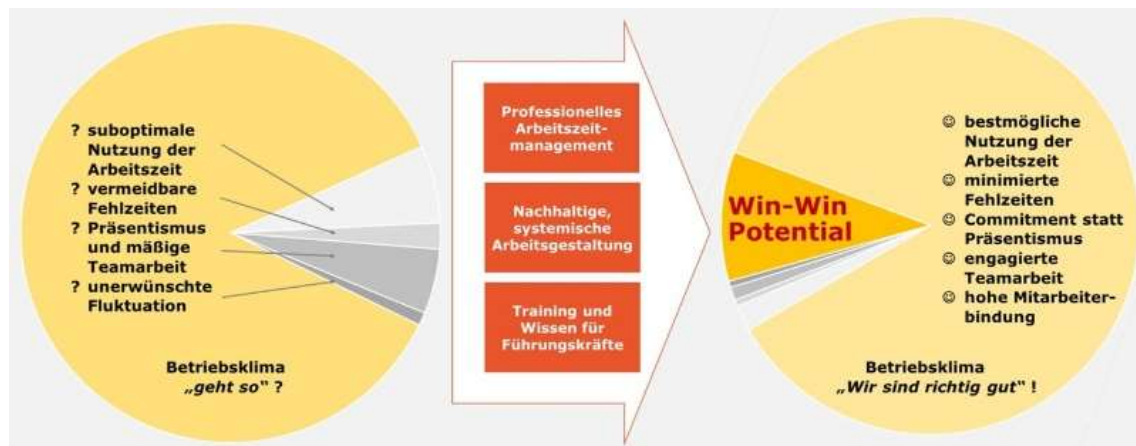 ? suboptimale
Nutzung der
Arbeitszeit
? vermeidbare
Fehlzeiten
? Präsentismus
und mäßige
Teamarbeit
? unerwünschte
Fluktuation
Betriebsklima
„geht so“ ?
Professionelles
Arbeitszeit-
management
Nachhaltige,
systemische
Arbeitsgestaltung
Training und
Wissen für
Führungskräfte
Win-Win
Potential
☺ bestmögliche
Nutzung der
Arbeitszeit
☺ minimierte
Fehlzeiten
☺ Commitment statt
Präsentismus
☺ engagierte
Teamarbeit
☺ hohe Mitarbeiter-
bindung
Betriebsklima
„Wir sind richtig gut“ !